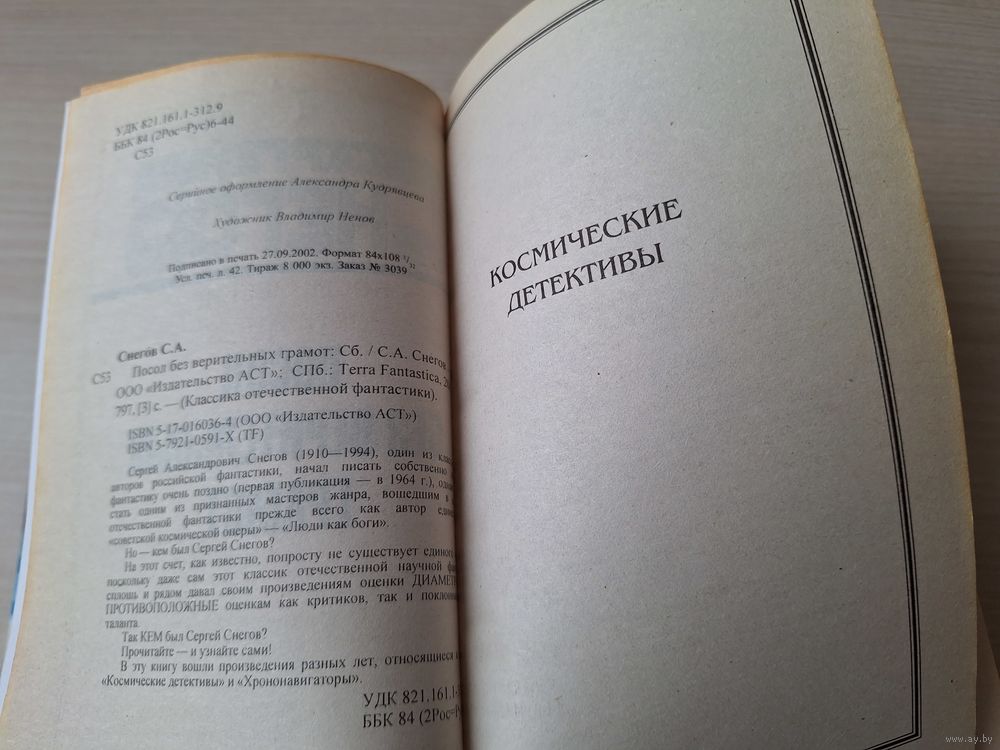 УДК 821.161.1-312.9
ББК 84 (2Рос=Рус)6-44
С53
Серийное оформление Александра Кудрявцева
Художник Владимир Ненов
Подписано в печать 27.09.2002. Формат 84x108 1/32
Усл. печ. л. 42. Тираж 8 000 экз. Заказ № 3039
Снегов С.А.
С53 Посол без верительных грамот: Сб. / С.А. Снегов
ООО «Издательство АСТ»; СПб.: Terra Fantastica,
797, [3] с. —(Классика отечественной фантастики).
ISBN 5-17-016036-4 (ООО «Издательство АСТ»)
ISBN 5-7921-0591-X (TF)
Сергей Александрович Снегов (1910—1994), один из
авторов российской фантастики, начал писать собственно
фантастику очень поздно (первая публикация — в 1964 г.),
стать одним из признанных мастеров жанра, вошедшим в
отечественной фантастики прежде всего как автор
«советской космической оперы» — «Люди как боги».
Но — кем был Сергей Снегов?
На этот счет, как известно, попросту не существует единого
поскольку даже сам этот классик отечественной научной
сплошь и рядом давал своим произведениям оценки ДИАМЕТР
ПРОТИВОПОЛОЖНЫЕ оценкам как критиков, так и
таланта.
Так КЕМ был Сергей Снегов?
Прочитайте — и узнайте сами!
В эту книгу вошли произведения разных лет, относящиеся
«Космические детективы» и «Хрононавигаторы».
УДК 821.161.1-
ББК 84 (2Рос=Ру
КОСМИЧЕСКИЕ
ДЕТЕКТИВЫ
www.ay.by